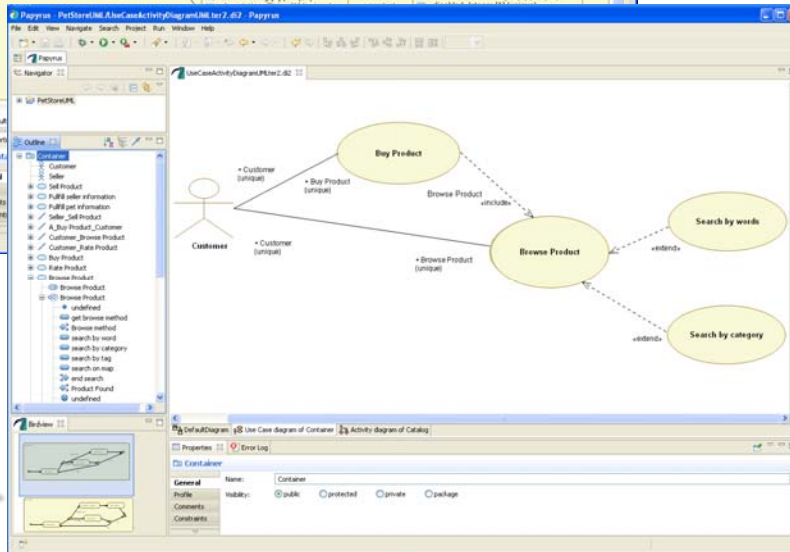 Papyrus - PetStoreUML/UseCaseActivityDiagramUMLter2.di2 - Papyrus
File Edit View Navigate Search Project Run Window Help
Papyrus
Navigator
PetStoreUML
Outline
Container
Customer
Seller
Sell Product
Fulfill seller information
Fulfill pet information
Seller_Sell Product
A_Buy Product_Customer
Customer_Browse Product
Customer_Rate Product
Buy Product
Rate Product
Browse Product
Browse Product
Browse Product
undefined
get browse method
Browse method
search by word
search by category
search by tag
search on map
end search
Product Found
undefined
Birdview
UseCaseActivityDiagramUMLter2.di2
Buy Product
+ Customer
(unique)
+ Buy Product
(unique)
Browse Product
«include»
Search by words
Customer
+ Customer
(unique)
+ Browse Product
(unique)
Browse Product
«extend»
Search by category
«extend»
DefaultDiagram Use Case diagram of Container Activity diagram of Catalog
Properties Error Log
Container
General
Profile
Comments
Constraints
Name: Container
Visibility: public protected private package